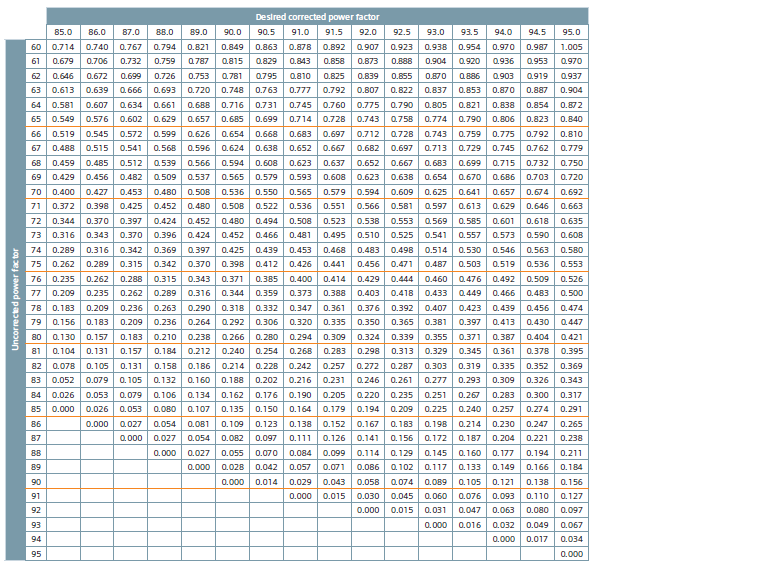 Desired corrected power factor
85.0 86.0 87.0 88.0 89.0 90.0 90.5 91.0 91.5 92.0 92.5 93.0 93.5 94.0 94.5 95.0
Uncorrected power factor
60 0.714 0.740 0.767 0.794 0.821 0.849 0.863 0.878 0.892 0.907 0.923 0.938 0.954 0.970 0.987 1.005
61 0.679 0.706 0.732 0.759 0.787 0.815 0.829 0.843 0.858 0.873 0.888 0.904 0.920 0.936 0.953 0.970
62 0.646 0.672 0.699 0.726 0.753 0.781 0.795 0.810 0.825 0.839 0.855 0.870 0.886 0.903 0.919 0.937
63 0.613 0.639 0.666 0.693 0.720 0.748 0.763 0.777 0.792 0.807 0.822 0.837 0.853 0.870 0.887 0.904
64 0.581 0.607 0.634 0.661 0.688 0.716 0.731 0.745 0.760 0.775 0.790 0.805 0.821 0.838 0.854 0.872
65 0.549 0.576 0.602 0.629 0.657 0.685 0.699 0.714 0.728 0.743 0.758 0.774 0.790 0.806 0.823 0.840
66 0.519 0.545 0.572 0.599 0.626 0.654 0.668 0.683 0.697 0.712 0.728 0.743 0.759 0.775 0.792 0.810
67 0.488 0.515 0.541 0.568 0.596 0.624 0.638 0.652 0.667 0.682 0.697 0.713 0.729 0.745 0.762 0.779
68 0.459 0.485 0.512 0.539 0.566 0.594 0.608 0.623 0.637 0.652 0.667 0.683 0.699 0.715 0.732 0.750
69 0.429 0.456 0.482 0.509 0.537 0.565 0.579 0.593 0.608 0.623 0.638 0.654 0.670 0.686 0.703 0.720
70 0.400 0.427 0.453 0.480 0.508 0.536 0.550 0.565 0.579 0.594 0.609 0.625 0.641 0.657 0.674 0.692
71 0.372 0.398 0.425 0.452 0.480 0.508 0.522 0.536 0.551 0.566 0.581 0.597 0.613 0.629 0.646 0.663
72 0.344 0.370 0.397 0.424 0.452 0.480 0.494 0.508 0.523 0.538 0.553 0.569 0.585 0.601 0.618 0.635
73 0.316 0.343 0.370 0.396 0.424 0.452 0.466 0.481 0.495 0.510 0.525 0.541 0.557 0.573 0.590 0.608
74 0.289 0.316 0.342 0.369 0.397 0.425 0.439 0.453 0.468 0.483 0.498 0.514 0.530 0.546 0.563 0.580
75 0.262 0.289 0.315 0.342 0.370 0.398 0.412 0.426 0.441 0.456 0.471 0.487 0.503 0.519 0.536 0.553
76 0.235 0.262 0.288 0.315 0.343 0.371 0.385 0.400 0.414 0.429 0.444 0.460 0.476 0.492 0.509 0.526
77 0.209 0.235 0.262 0.289 0.316 0.344 0.359 0.373 0.388 0.403 0.418 0.433 0.449 0.466 0.483 0.500
78 0.183 0.209 0.236 0.263 0.290 0.318 0.332 0.347 0.361 0.376 0.392 0.407 0.423 0.439 0.456 0.474
79 0.156 0.183 0.209 0.236 0.264 0.292 0.306 0.320 0.335 0.350 0.365 0.381 0.397 0.413 0.430 0.447
80 0.130 0.157 0.183 0.210 0.238 0.266 0.280 0.294 0.309 0.324 0.339 0.355 0.371 0.387 0.404 0.421
81 0.104 0.131 0.157 0.184 0.212 0.240 0.254 0.268 0.283 0.298 0.313 0.329 0.345 0.361 0.378 0.395
82 0.078 0.105 0.131 0.158 0.186 0.214 0.228 0.242 0.257 0.272 0.287 0.303 0.319 0.335 0.352 0.369
83 0.052 0.079 0.105 0.132 0.160 0.188 0.202 0.216 0.231 0.246 0.261 0.277 0.293 0.309 0.326 0.343
84 0.026 0.053 0.079 0.106 0.134 0.162 0.176 0.190 0.205 0.220 0.235 0.251 0.267 0.283 0.300 0.317
85 0.000 0.026 0.053 0.080 0.107 0.135 0.150 0.164 0.179 0.194 0.209 0.225 0.240 0.257 0.274 0.291
86 0.000 0.027 0.054 0.081 0.109 0.123 0.138 0.152 0.167 0.183 0.198 0.214 0.230 0.247 0.265
87 0.000 0.027 0.054 0.082 0.097 0.111 0.126 0.141 0.156 0.172 0.187 0.204 0.221 0.238
88 0.000 0.027 0.055 0.070 0.084 0.099 0.114 0.129 0.145 0.160 0.177 0.194 0.211
89 0.000 0.028 0.042 0.057 0.071 0.086 0.102 0.117 0.133 0.149 0.166 0.184
90 0.000 0.014 0.029 0.043 0.058 0.074 0.089 0.105 0.121 0.138 0.156
91 0.000 0.015 0.030 0.045 0.060 0.076 0.093 0.110 0.127
92 0.000 0.015 0.031 0.047 0.063 0.080 0.097
93 0.000 0.016 0.032 0.049 0.067
94 0.000 0.017 0.034
95 0.000